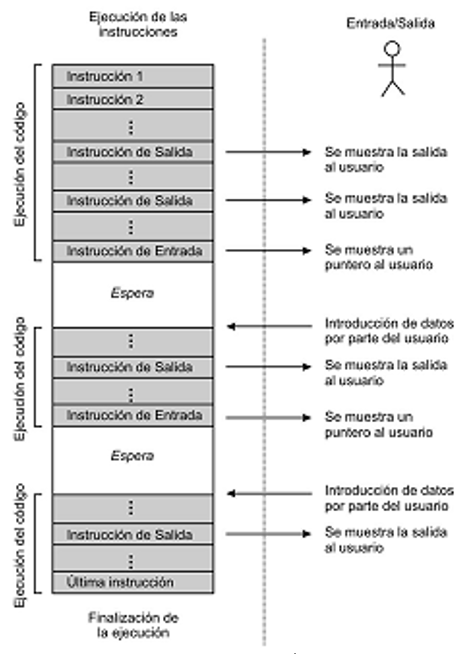 Ejecución de las
instrucciones
Entrada/Salida
Ejecución del código
Instrucción 1
Instrucción 2
⋮
Instrucción de Salida
Se muestra la salida
al usuario
⋮
Instrucción de Salida
Se muestra la salida
al usuario
⋮
Instrucción de Entrada
Se muestra un
puntero al usuario
Espera
Introducción de datos
por parte del usuario
Ejecución del código
⋮
Instrucción de Salida
Se muestra la salida
al usuario
⋮
Instrucción de Entrada
Se muestra un
puntero al usuario
Espera
Introducción de datos
por parte del usuario
Ejecución del código
⋮
Instrucción de Salida
Se muestra la salida
al usuario
⋮
Última instrucción
Finalización de
la ejecución